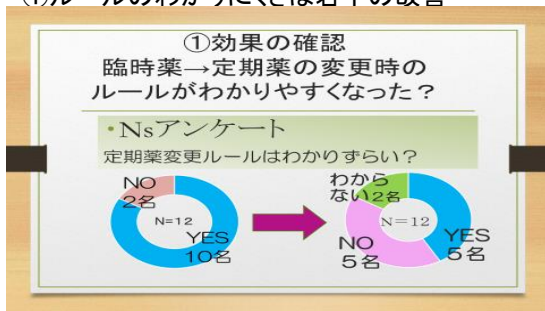 ①ルールのわかりにくさは若干の改善
①効果の確認
臨時薬→定期薬の変更時の
ルールがわかりやすくなった？
・Nsアンケート
定期薬変更ルールはわかりずらい？
NO
2名
N=12
YES
10名
わから
ない2名
N=12
NO
5名
YES
5名